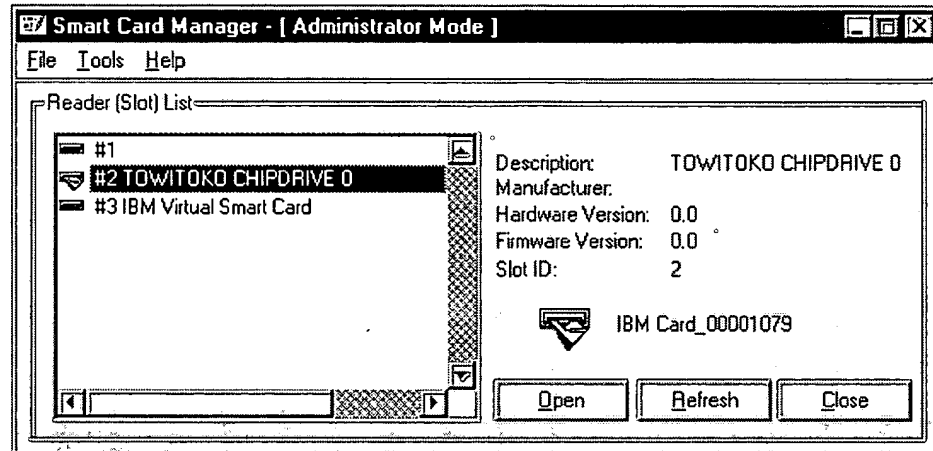 Smart Card Manager - [ Administrator Mode ]
File Tools Help
Reader (Slot) List
#1
#2 TOWITOKO CHIPDRIVE 0
#3 IBM Virtual Smart Card
Description: TOWITOKO CHIPDRIVE 0
Manufacturer:
Hardware Version: 0.0
Firmware Version: 0.0
Slot ID: 2
IBM Card_00001079
Open Refresh Close